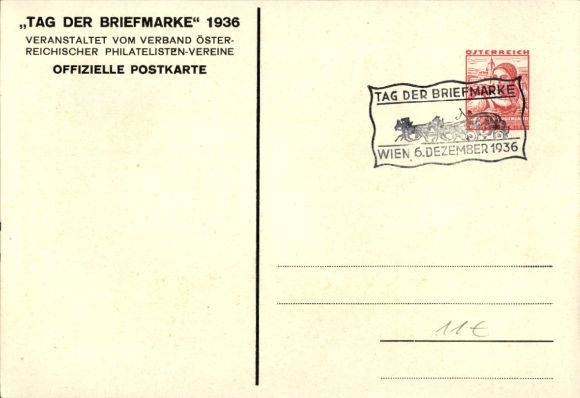 „TAG DER BRIEFMARKE“ 1936
VERANSTALTET VOM VERBAND ÖSTER-
REICHISCHER PHILATELISTEN-VEREINE
OFFIZIELLE POSTKARTE
ÖSTERREICH
TAG DER BRIEFMARKE
WIEN 6. DEZEMBER 1936
11€